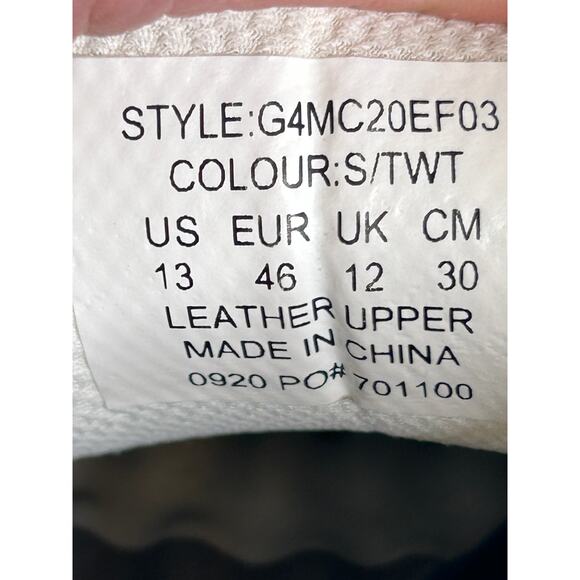 STYLE:G4MC20EF03
COLOUR:S/TWT
US EUR UK CM
13 46 12 30
LEATHER UPPER
MADE IN CHINA
0920 PO# 701100